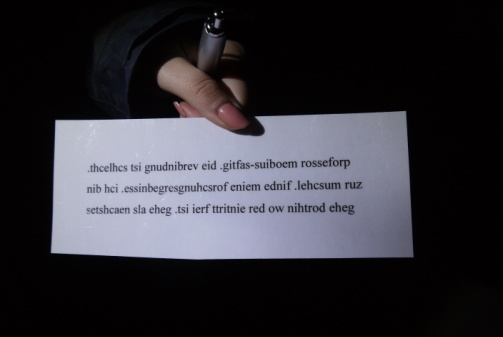 .thcelhcs tsi gnudnibrev eid .gitfas-suiboem rosseforp
nib hci .essinbegresgnuhcsrof eniem ednif .lehcsum ruz
setshcaen sla eheg .tsi ierf ttritnie red ow nihtrod eheg